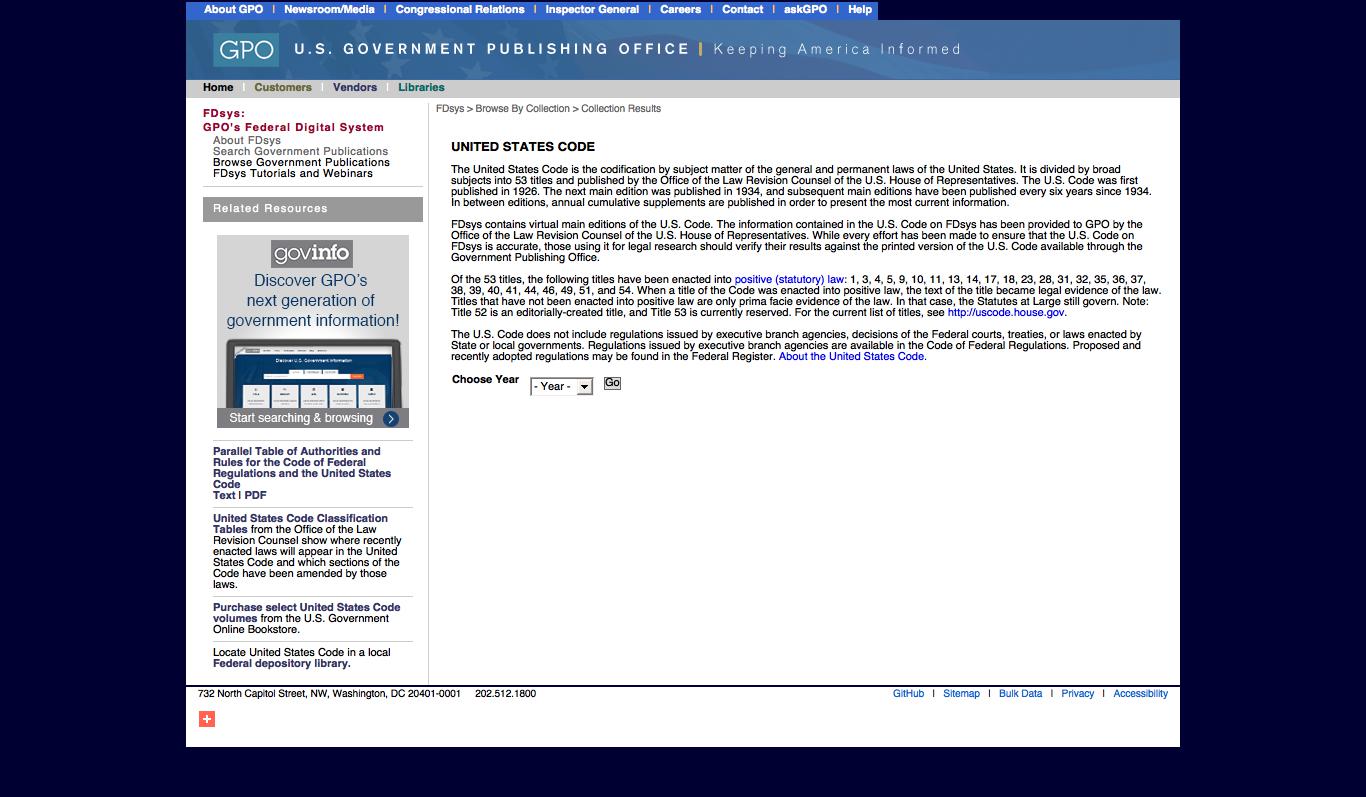 About GPO | Newsroom/Media | Congressional Relations | Inspector General | Careers | Contact | askGPO | Help
GPO U.S. GOVERNMENT PUBLISHING OFFICE | Keeping America Informed
Home | Customers | Vendors | Libraries
FDsys:
GPO's Federal Digital System
About FDsys
Search Government Publications
Browse Government Publications
FDsys Tutorials and Webinars
Related Resources
govinfo
Discover GPO's
next generation of
government information!
Start searching & browsing
Parallel Table of Authorities and
Rules for the Code of Federal
Regulations and the United States
Code
Text | PDF
United States Code Classification
Tables from the Office of the Law
Revision Counsel show where recently
enacted laws will appear in the United
States Code and which sections of the
Code have been amended by those
laws.
Purchase select United States Code
volumes from the U.S. Government
Online Bookstore.
Locate United States Code in a local
Federal depository library.
FDsys > Browse By Collection > Collection Results
UNITED STATES CODE
The United States Code is the codification by subject matter of the general and permanent laws of the United States. It is divided by broad
subjects into 53 titles and published by the Office of the Law Revision Counsel of the U.S. House of Representatives. The U.S. Code was first
published in 1926. The next main edition was published in 1934, and subsequent main editions have been published every six years since 1934.
In between editions, annual cumulative supplements are published in order to present the most current information.
FDsys contains virtual main editions of the U.S. Code. The information contained in the U.S. Code on FDsys has been provided to GPO by the
Office of the Law Revision Counsel of the U.S. House of Representatives. While every effort has been made to ensure that the U.S. Code on
FDsys is accurate, those using it for legal research should verify their results against the printed version of the U.S. Code available through the
Government Publishing Office.
Of the 53 titles, the following titles have been enacted into positive (statutory) law: 1, 3, 4, 5, 9, 10, 11, 13, 14, 17, 18, 23, 28, 31, 32, 35, 36, 37,
38, 39, 40, 41, 44, 46, 49, 51, and 54. When a title of the Code was enacted into positive law, the text of the title became legal evidence of the law.
Titles that have not been enacted into positive law are only prima facie evidence of the law. In that case, the Statutes at Large still govern. Note:
Title 52 is an editorially-created title, and Title 53 is currently reserved. For the current list of titles, see http://uscode.house.gov.
The U.S. Code does not include regulations issued by executive branch agencies, decisions of the Federal courts, treaties, or laws enacted by
State or local governments. Regulations issued by executive branch agencies are available in the Code of Federal Regulations. Proposed and
recently adopted regulations may be found in the Federal Register. About the United States Code.
Choose Year - Year - Go
732 North Capitol Street, NW, Washington, DC 20401-0001 202.512.1800
GitHub | Sitemap | Bulk Data | Privacy | Accessibility